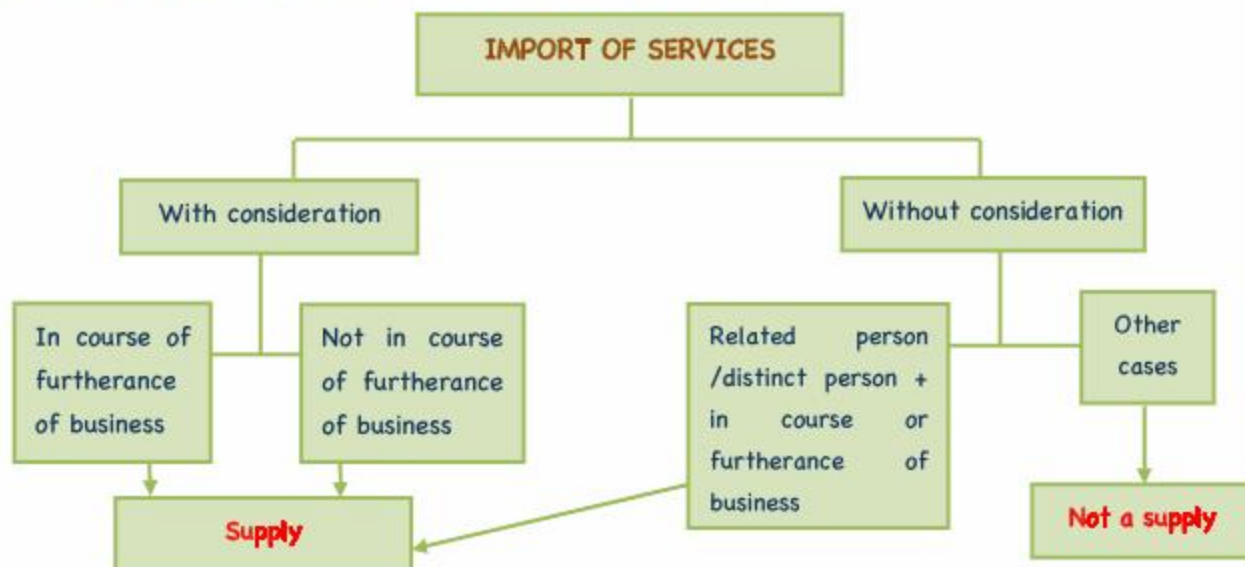 IMPORT OF SERVICES
With consideration
Without consideration
In course of
furtherance
of business
Not in course
of furtherance
of business
Related person
/distinct person +
in course or
furtherance of
business
Other
cases
Supply
Not a supply